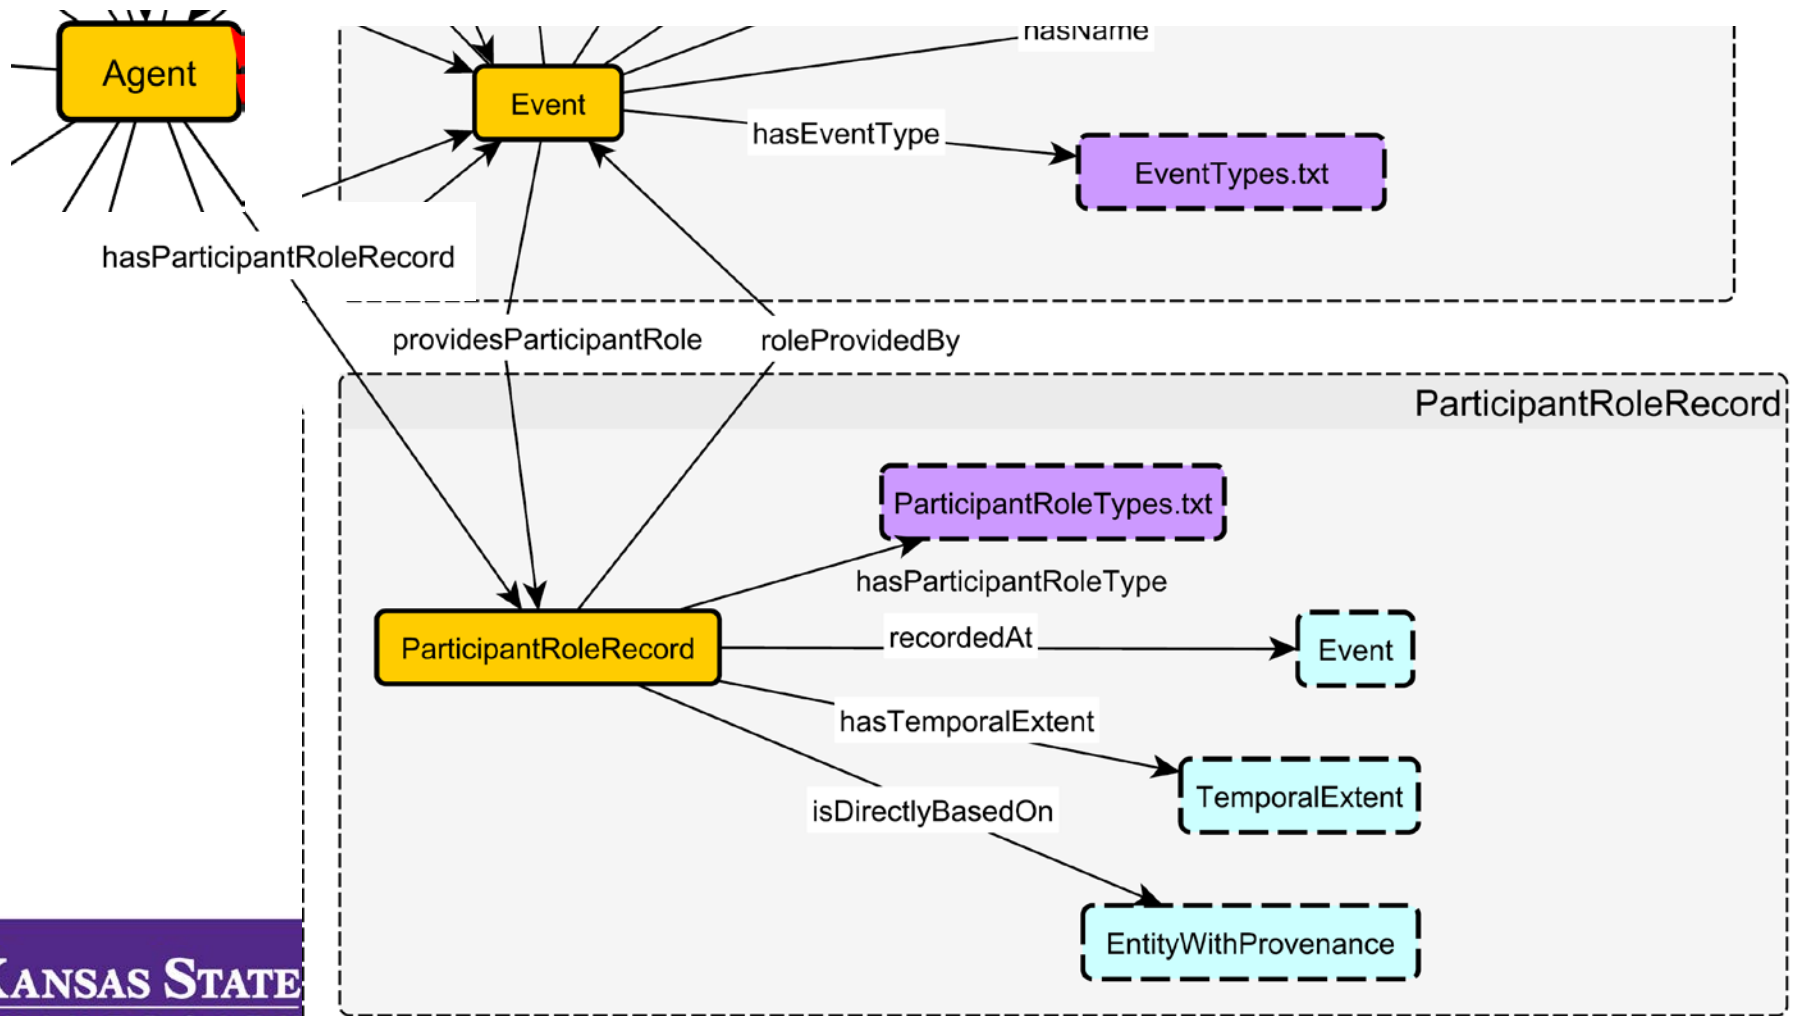 Agent
hasName
Event
hasEventType
EventTypes.txt
hasParticipantRoleRecord
providesParticipantRole
roleProvidedBy
ParticipantRoleRecord
ParticipantRoleTypes.txt
hasParticipantRoleType
ParticipantRoleRecord
recordedAt
Event
hasTemporalExtent
TemporalExtent
isDirectlyBasedOn
EntityWithProvenance
KANSAS STATE